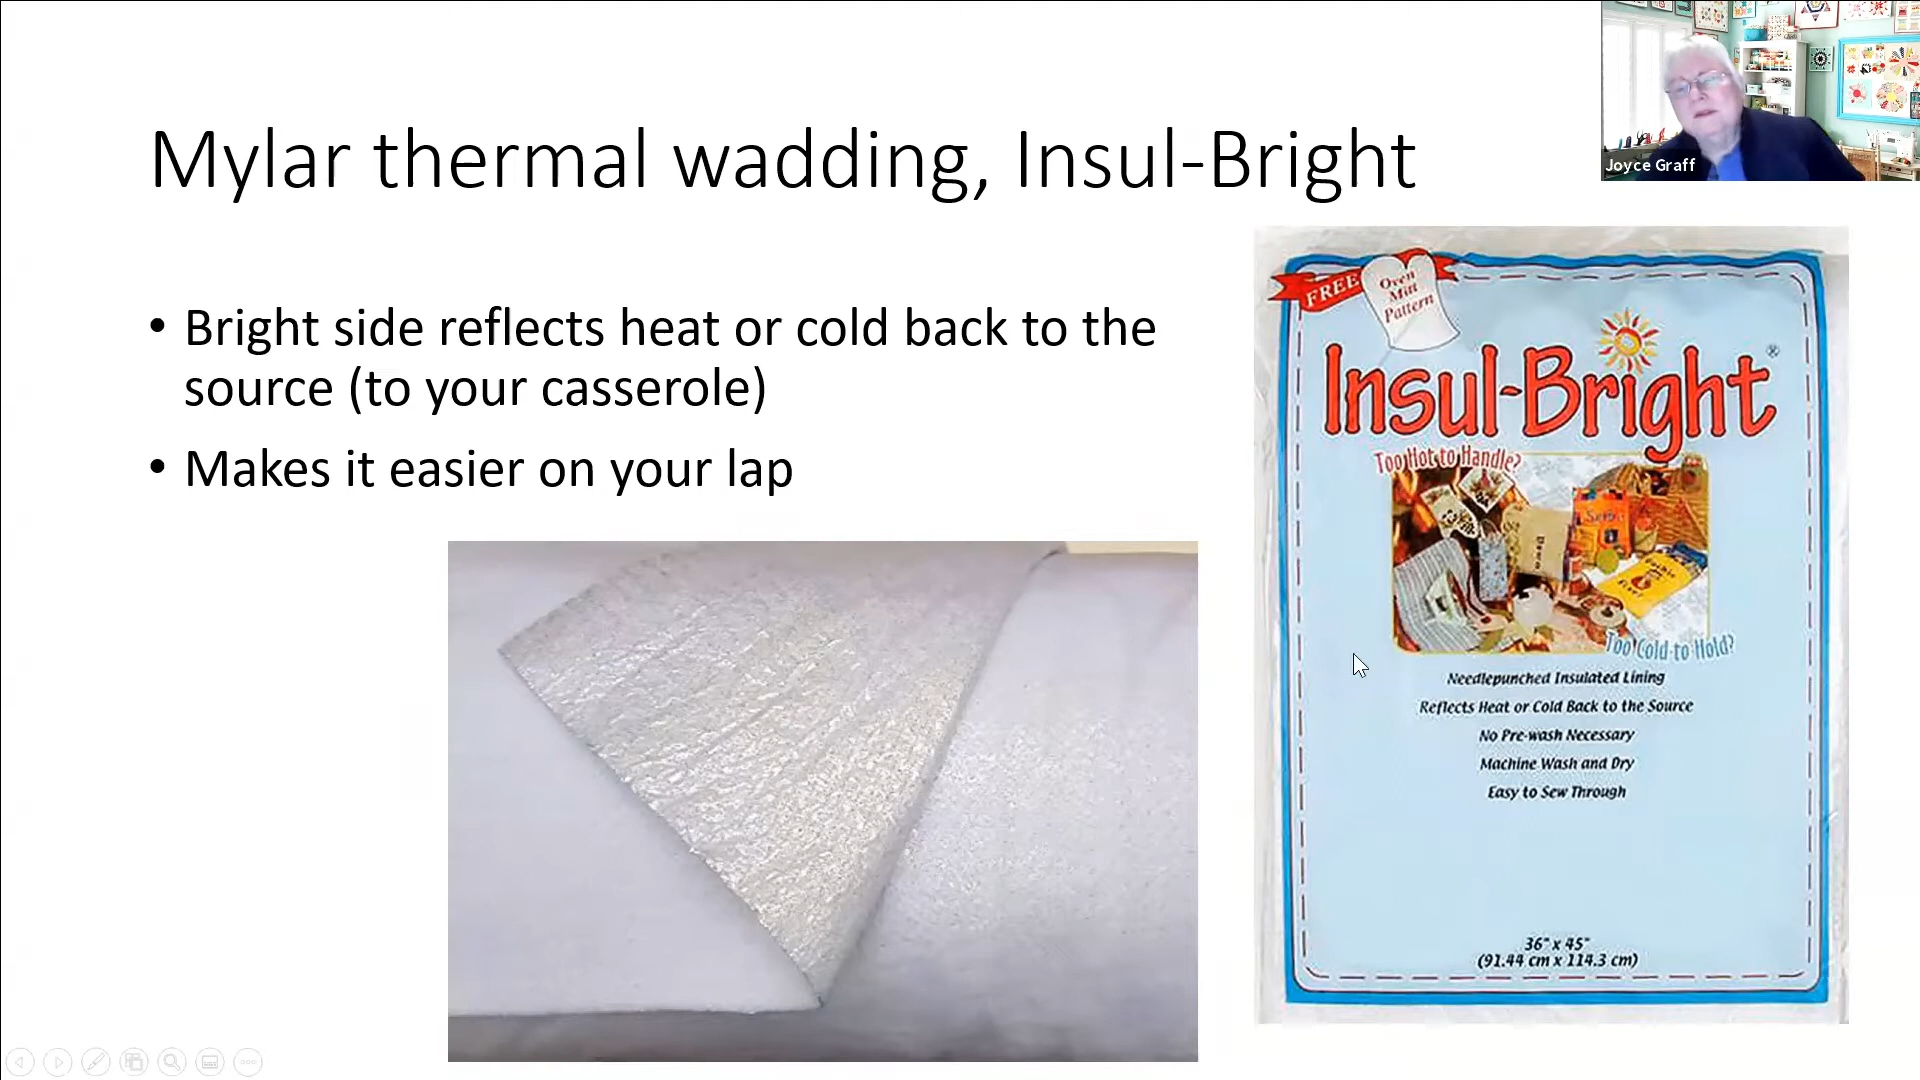 Mylar thermal wadding, Insul-Bright
Joyce Graff
• Bright side reflects heat or cold back to the
source (to your casserole)
• Makes it easier on your lap
FREE
Oven
Mitt
Pattern
Insul-Bright®
Too Hot to Handle?
Too Cold to Hold?
Needlepunched Insulated Lining
Reflects Heat or Cold Back to the Source
No Pre-wash Necessary
Machine Wash and Dry
Easy to Sew Through
36" x 45"
(91.44 cm x 114.3 cm)